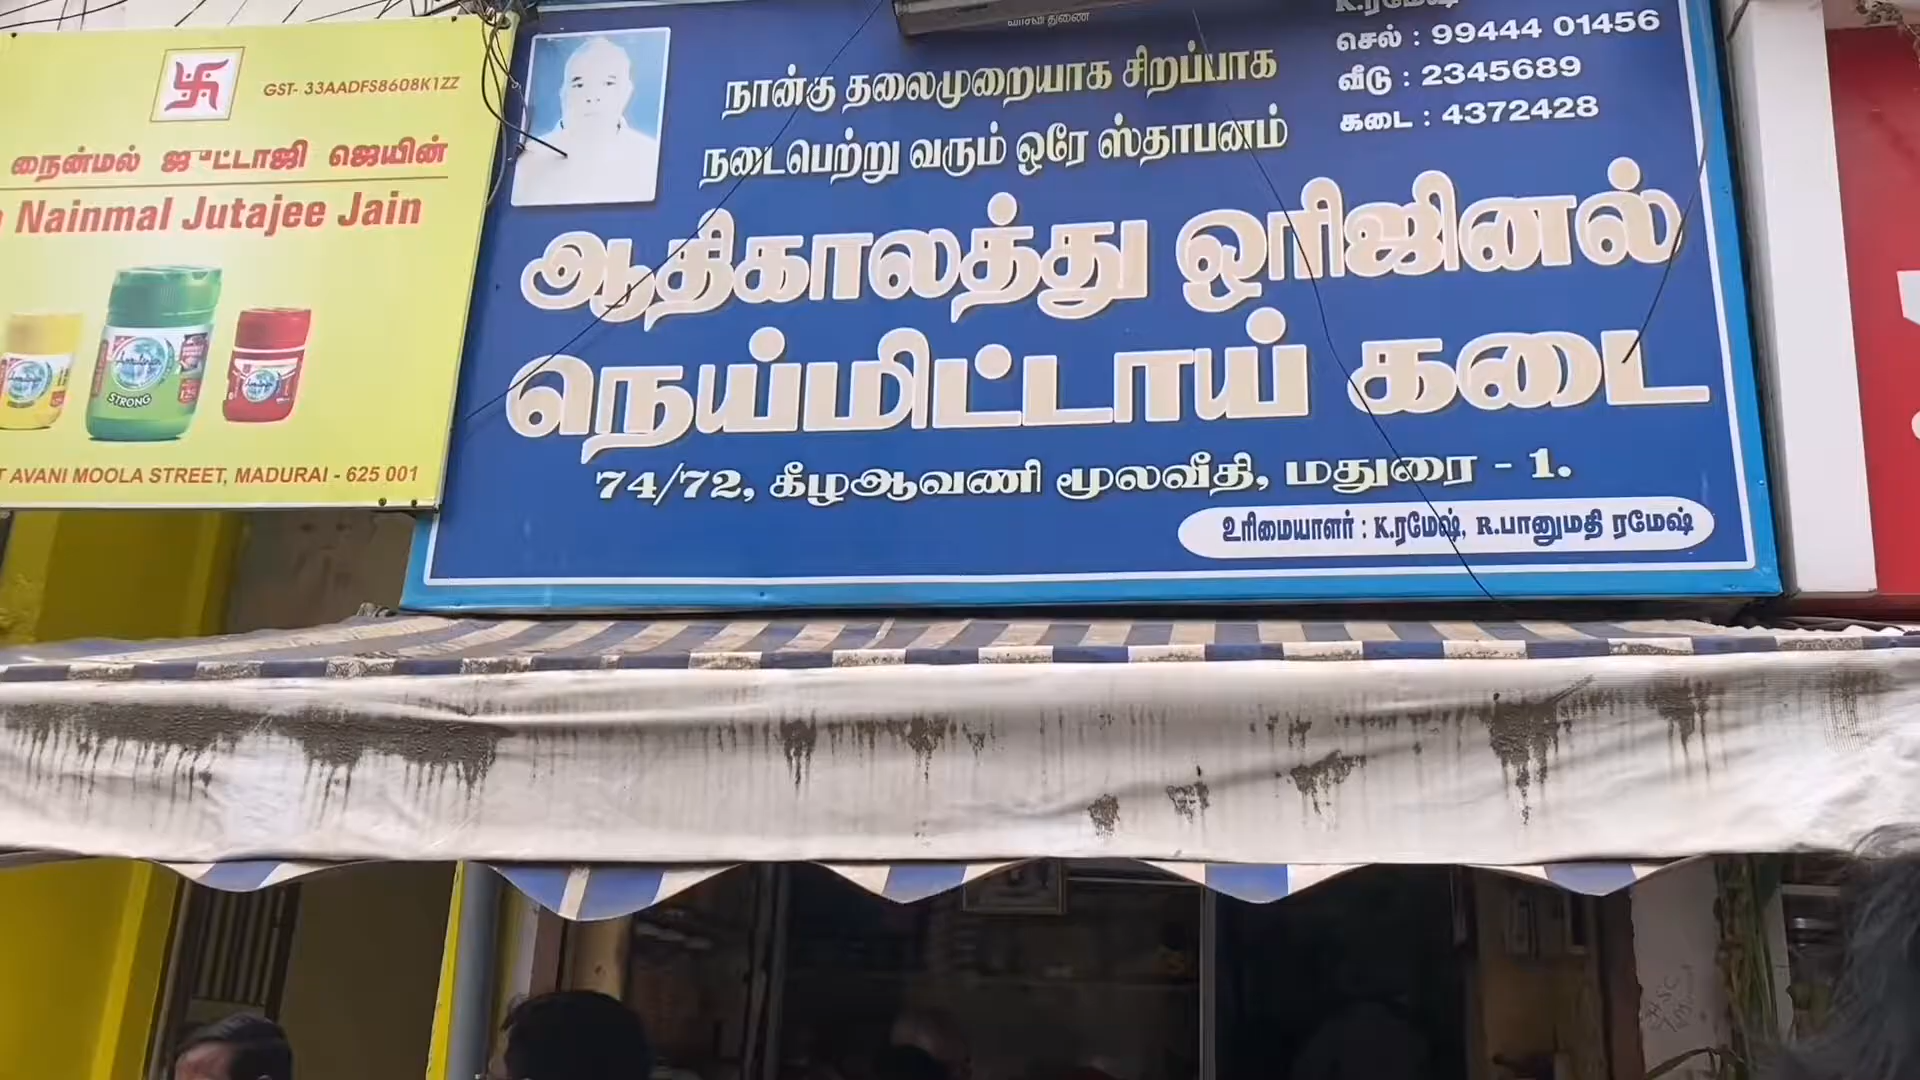 GST- 33AADFS8608K1ZZ
நைன்மல் ஜுட்டாஜி ஜெயின்
Nainmal Jutajee Jain
STRONG
AVANI MOOLA STREET, MADURAI - 625 001
வாசவி துணை
K.ரமேஷ்
செல் : 99444 01456
வீடு : 2345689
கடை : 4372428
நான்கு தலைமுறையாக சிறப்பாக
நடைபெற்று வரும் ஒரே ஸ்தாபனம்
ஆதிகாலத்து ஒரிஜினல்
நெய்மிட்டாய் கடை
74/72, கீழஆவணி மூலவீதி, மதுரை - 1.
உரிமையாளர் : K.ரமேஷ், R.பானுமதி ரமேஷ்